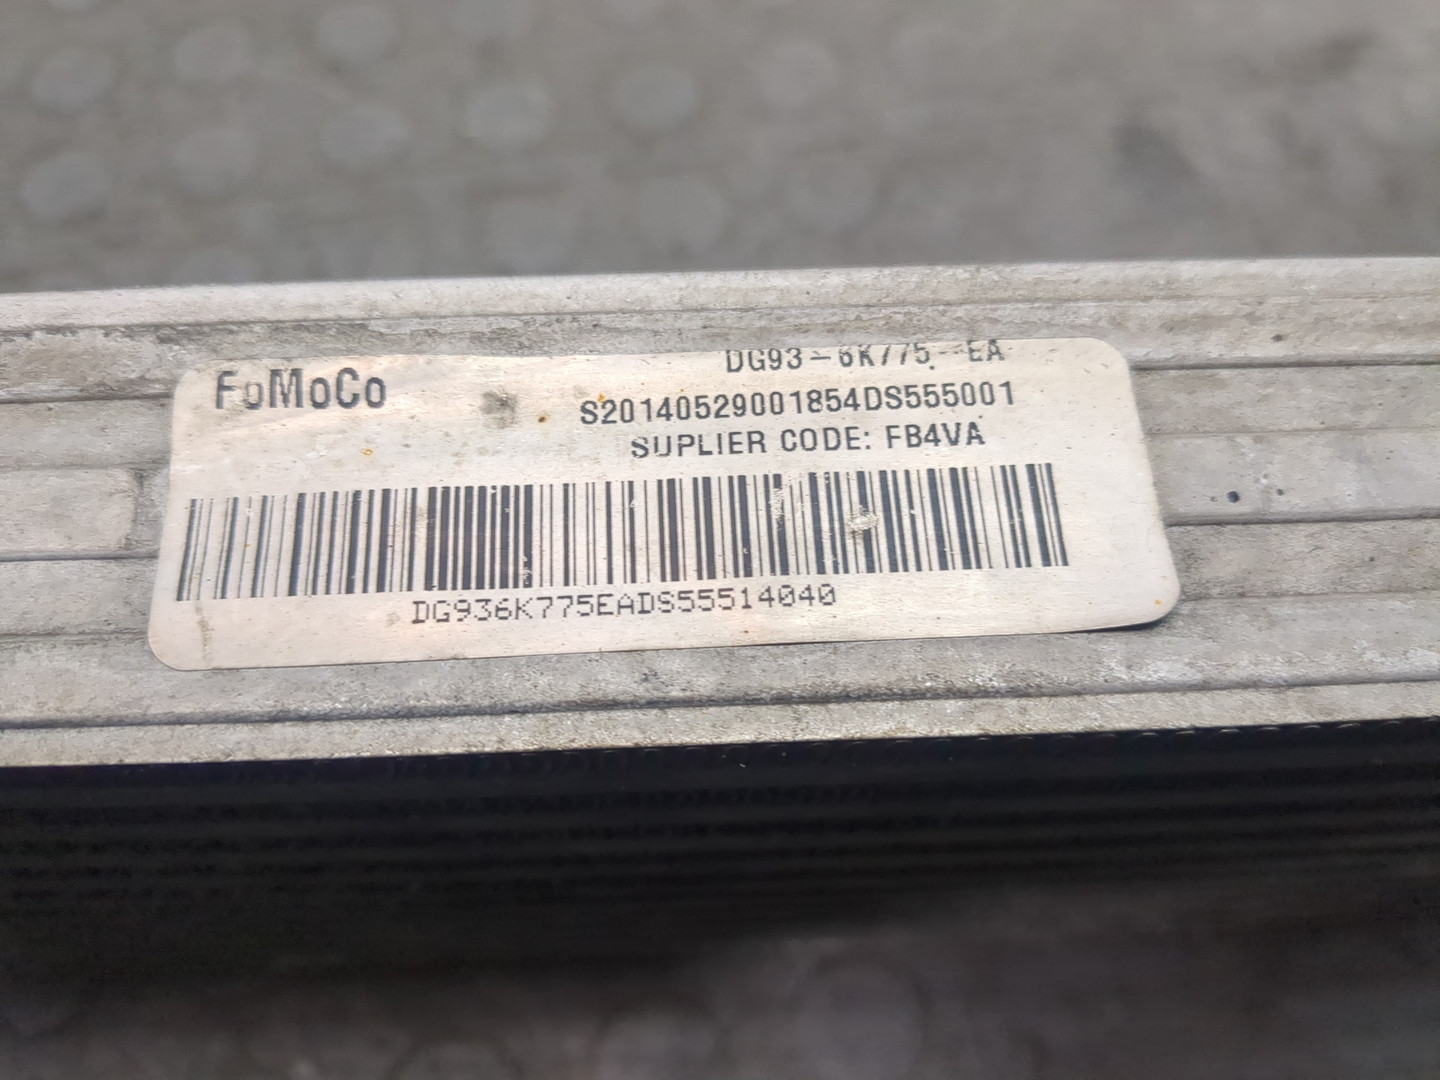 FoMoCo
DG93-6K775-EA
S20140529001854DS555001
SUPLIER CODE: FB4VA
DG936K775EADS55514040